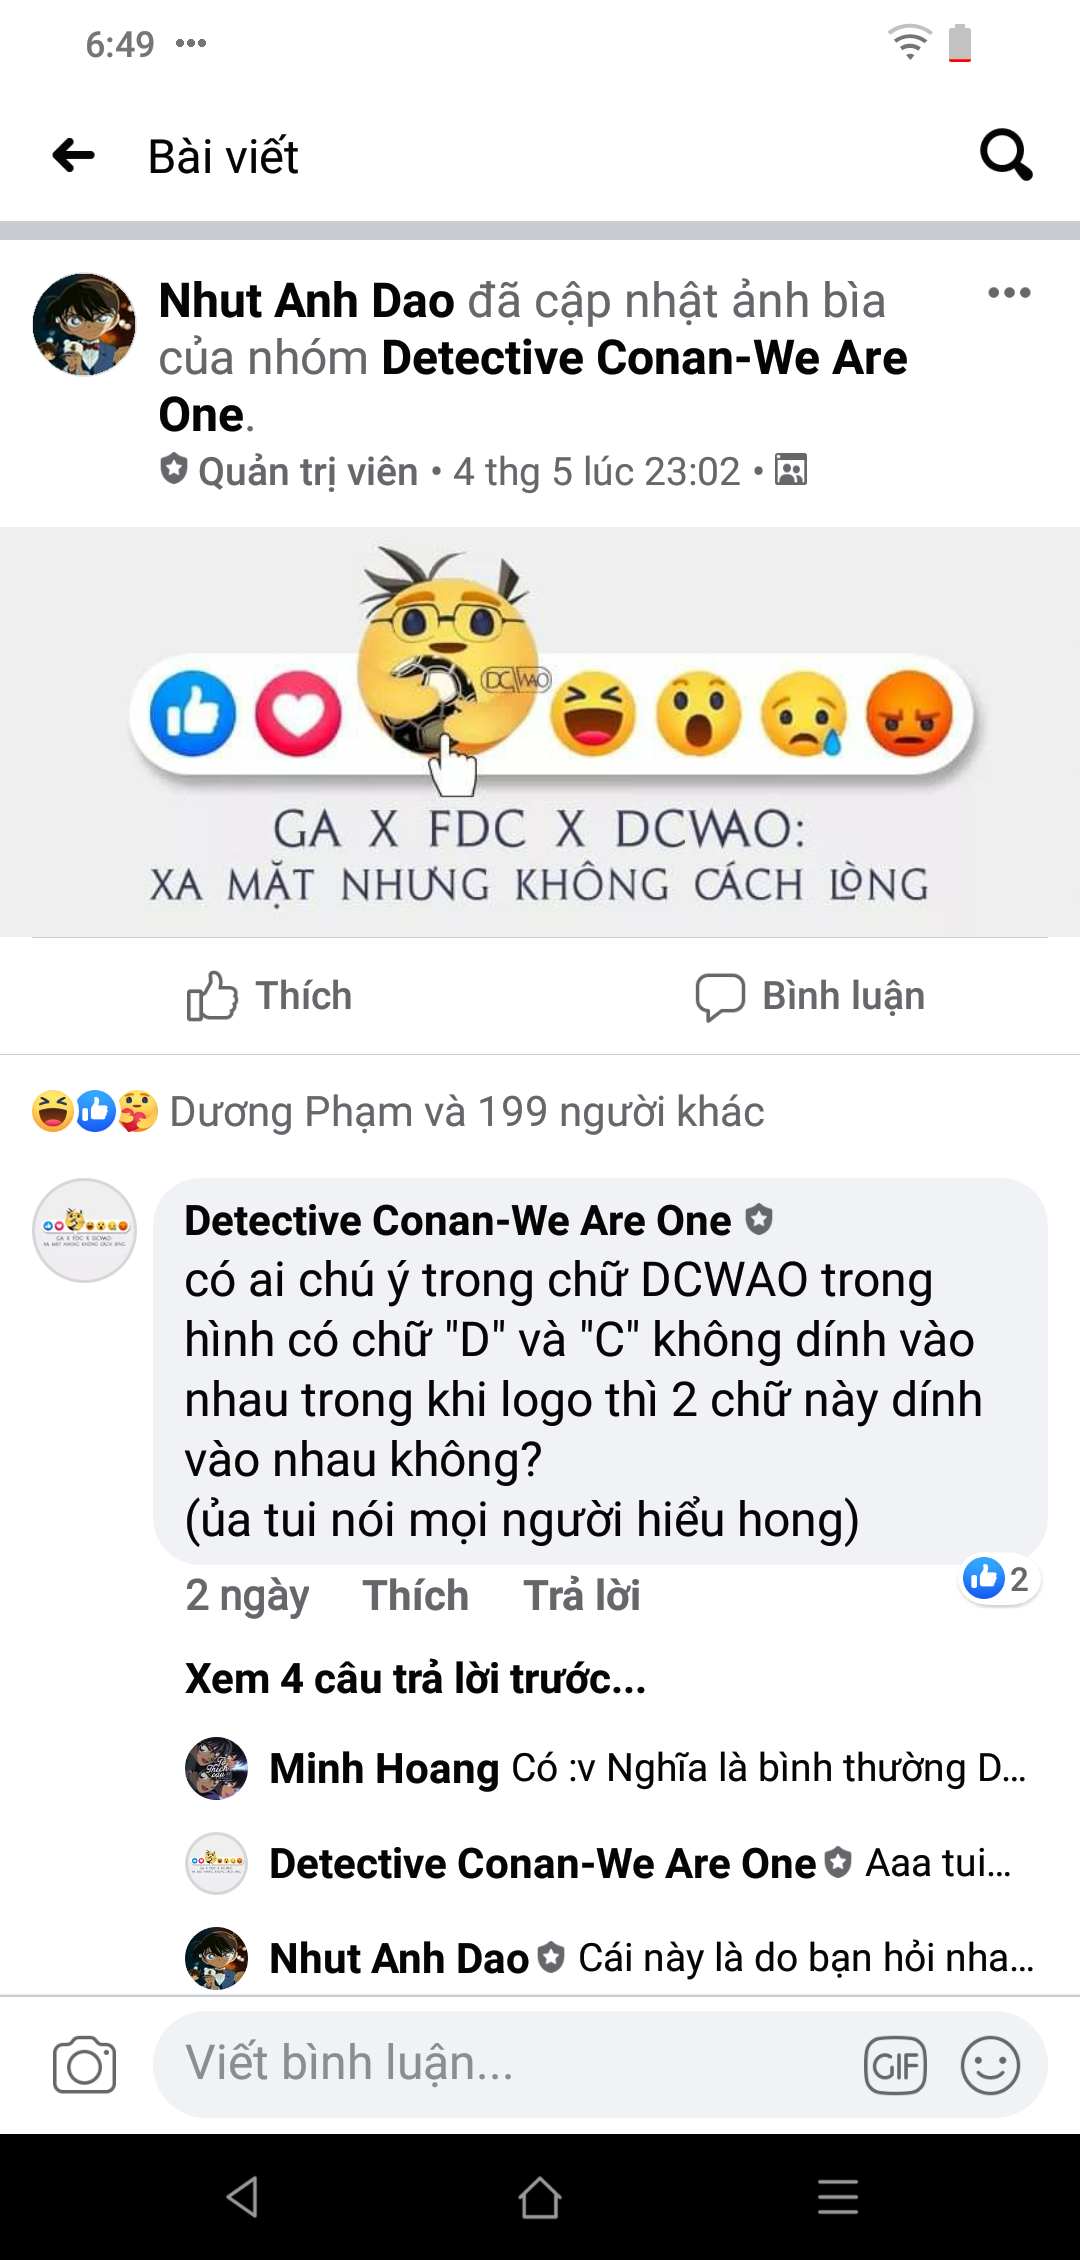 6:49
Bài viết
Nhut Anh Dao đã cập nhật ảnh bìa
của nhóm Detective Conan-We Are
One.
Quản trị viên • 4 thg 5 lúc 23:02 •
DCWAO
GA X FDC X DCWAO:
XA MẶT NHƯNG KHÔNG CÁCH LÒNG
Thích
Bình luận
Dương Phạm và 199 người khác
Detective Conan-We Are One
có ai chú ý trong chữ DCWAO trong
hình có chữ "D" và "C" không dính vào
nhau trong khi logo thì 2 chữ này dính
vào nhau không?
(ủa tui nói mọi người hiểu hong)
2 ngày Thích Trả lời
2
Xem 4 câu trả lời trước...
Minh Hoang Có :v Nghĩa là bình thường D...
Detective Conan-We Are One Aaa tui...
Nhut Anh Dao Cái này là do bạn hỏi nha...
Viết bình luận...
GIF